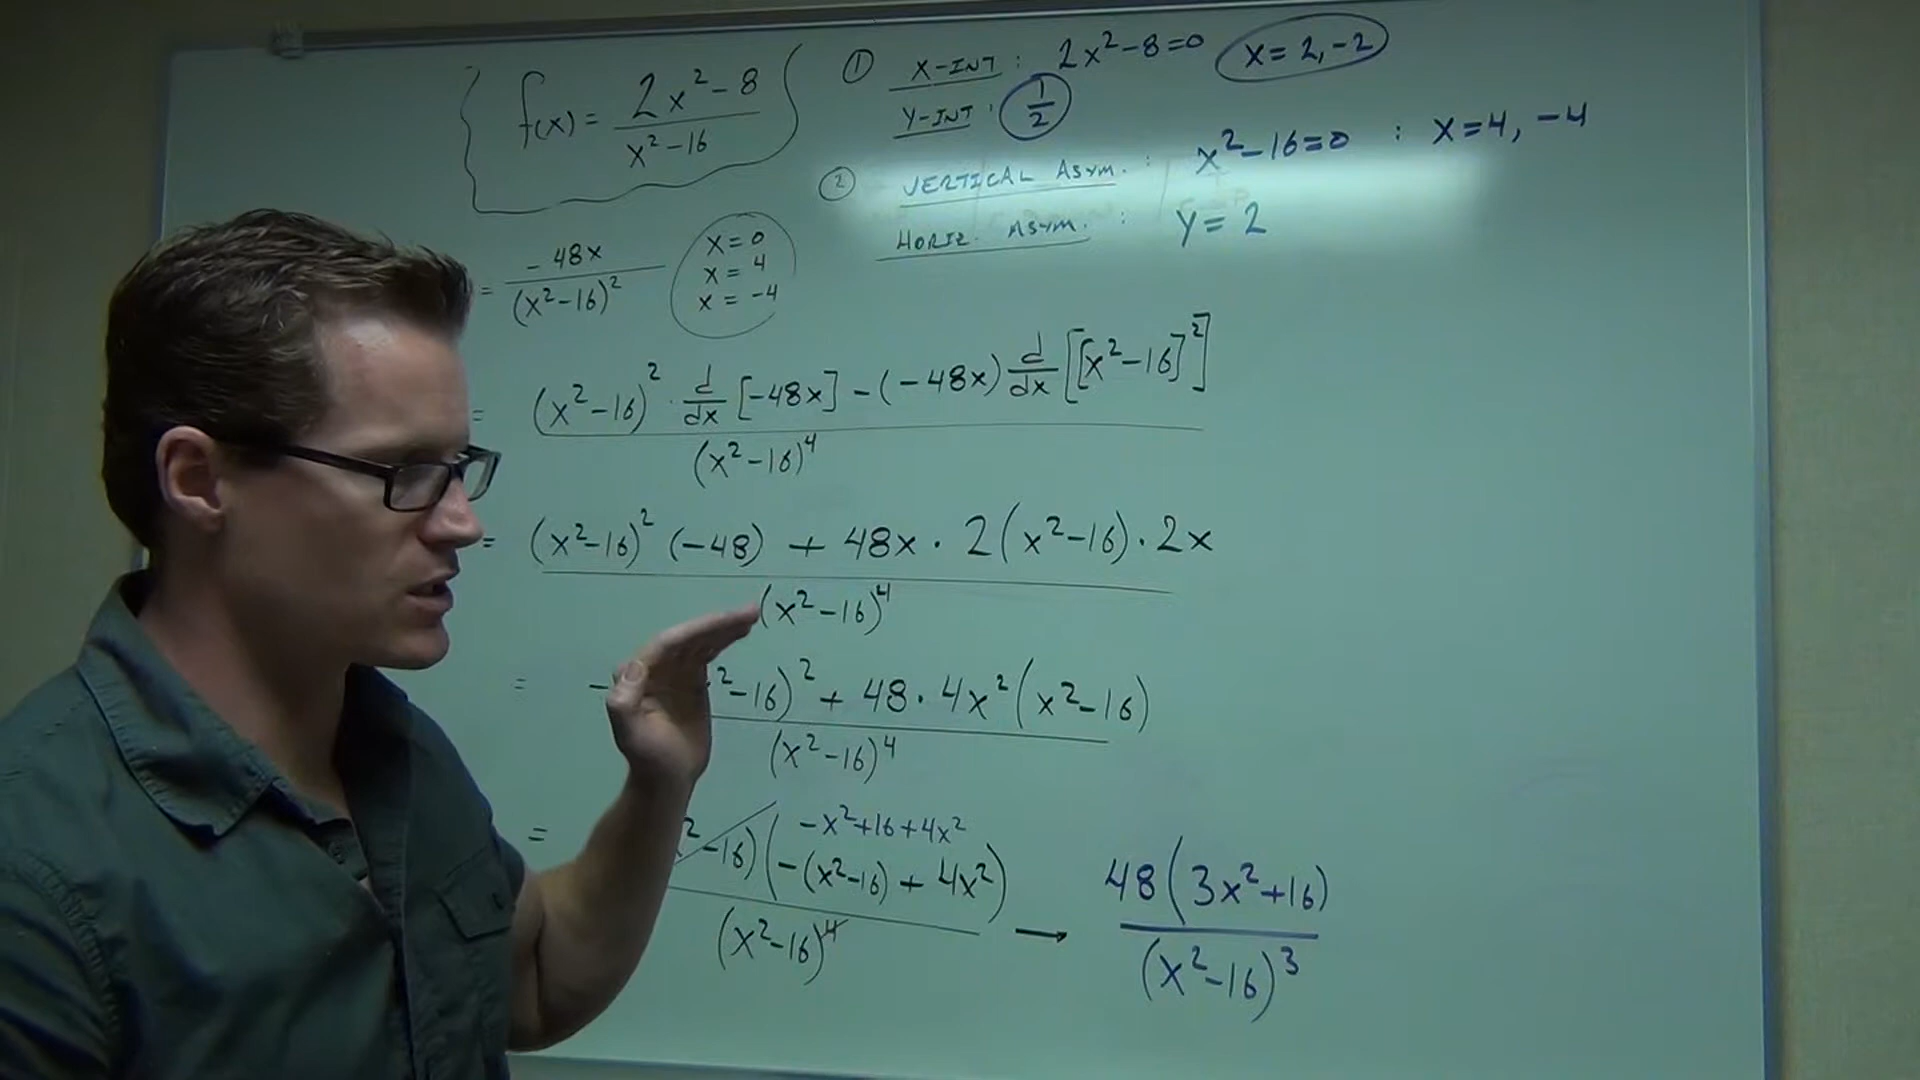 f(x) = (2x²-8)/(x²-16)
① X-INT: 2x²-8=0 x=2,-2
Y-INT: 1/2
② VERTICAL ASYM.: x²-16=0 : x=4, -4
HORIZ. ASYM.: y=2
= -48x/(x²-16)²
x=0
x=4
x=-4
= ((x²-16)² · d/dx[-48x] - (-48x) d/dx[[x²-16]²])/(x²-16)⁴
= ((x²-16)²(-48) + 48x · 2(x²-16) · 2x)/(x²-16)⁴
= - ²-16)² + 48 · 4x²(x²-16)/(x²-16)⁴
-x²+16+4x²
= ²-16)(-(x²-16) + 4x²)/(x²-16)⁴ → 48(3x²+16)/(x²-16)³